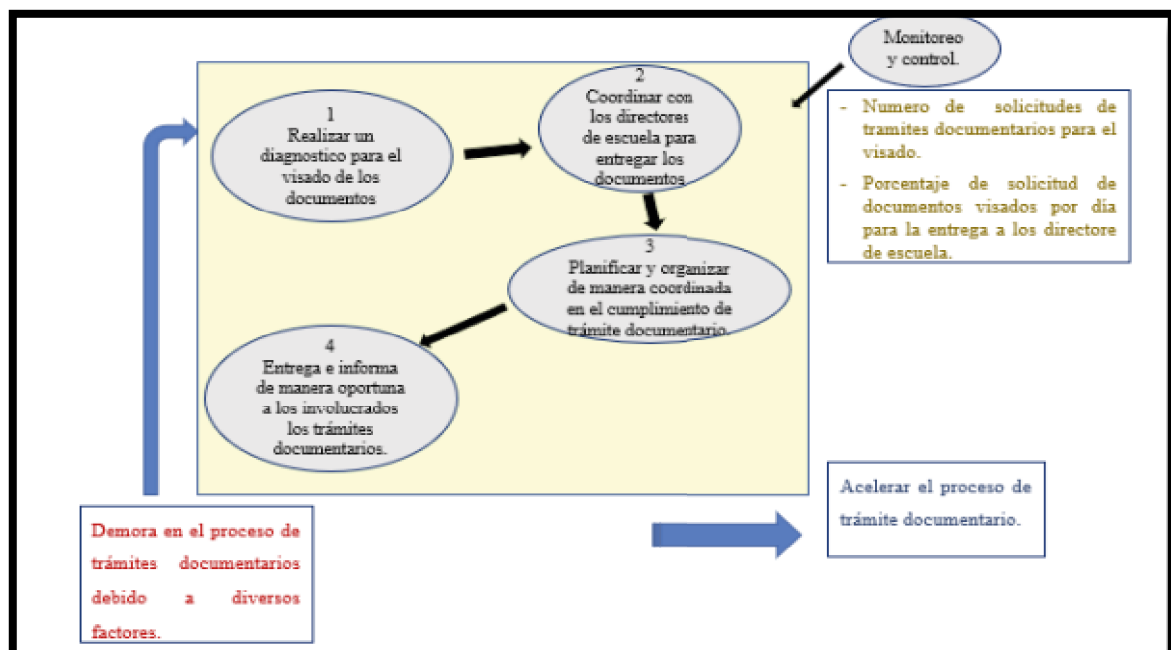 Monitoreo
y control.
1
Realizar un
diagnostico para el
visado de los
documentos
2
Coordinar con
los directores
de escuela para
entregar los
documentos
3
Planificar y organizar
de manera coordinada
en el cumplimiento de
trámite documentario.
4
Entrega e informa
de manera oportuna
a los involucrados
los trámites
documentarios.
- Numero de solicitudes de
tramites documentarios para el
visado.
- Porcentaje de solicitud de
documentos visados por día
para la entrega a los directore
de escuela.
Demora en el proceso de
trámites documentarios
debido a diversos
factores.
Acelerar el proceso de
trámite documentario.